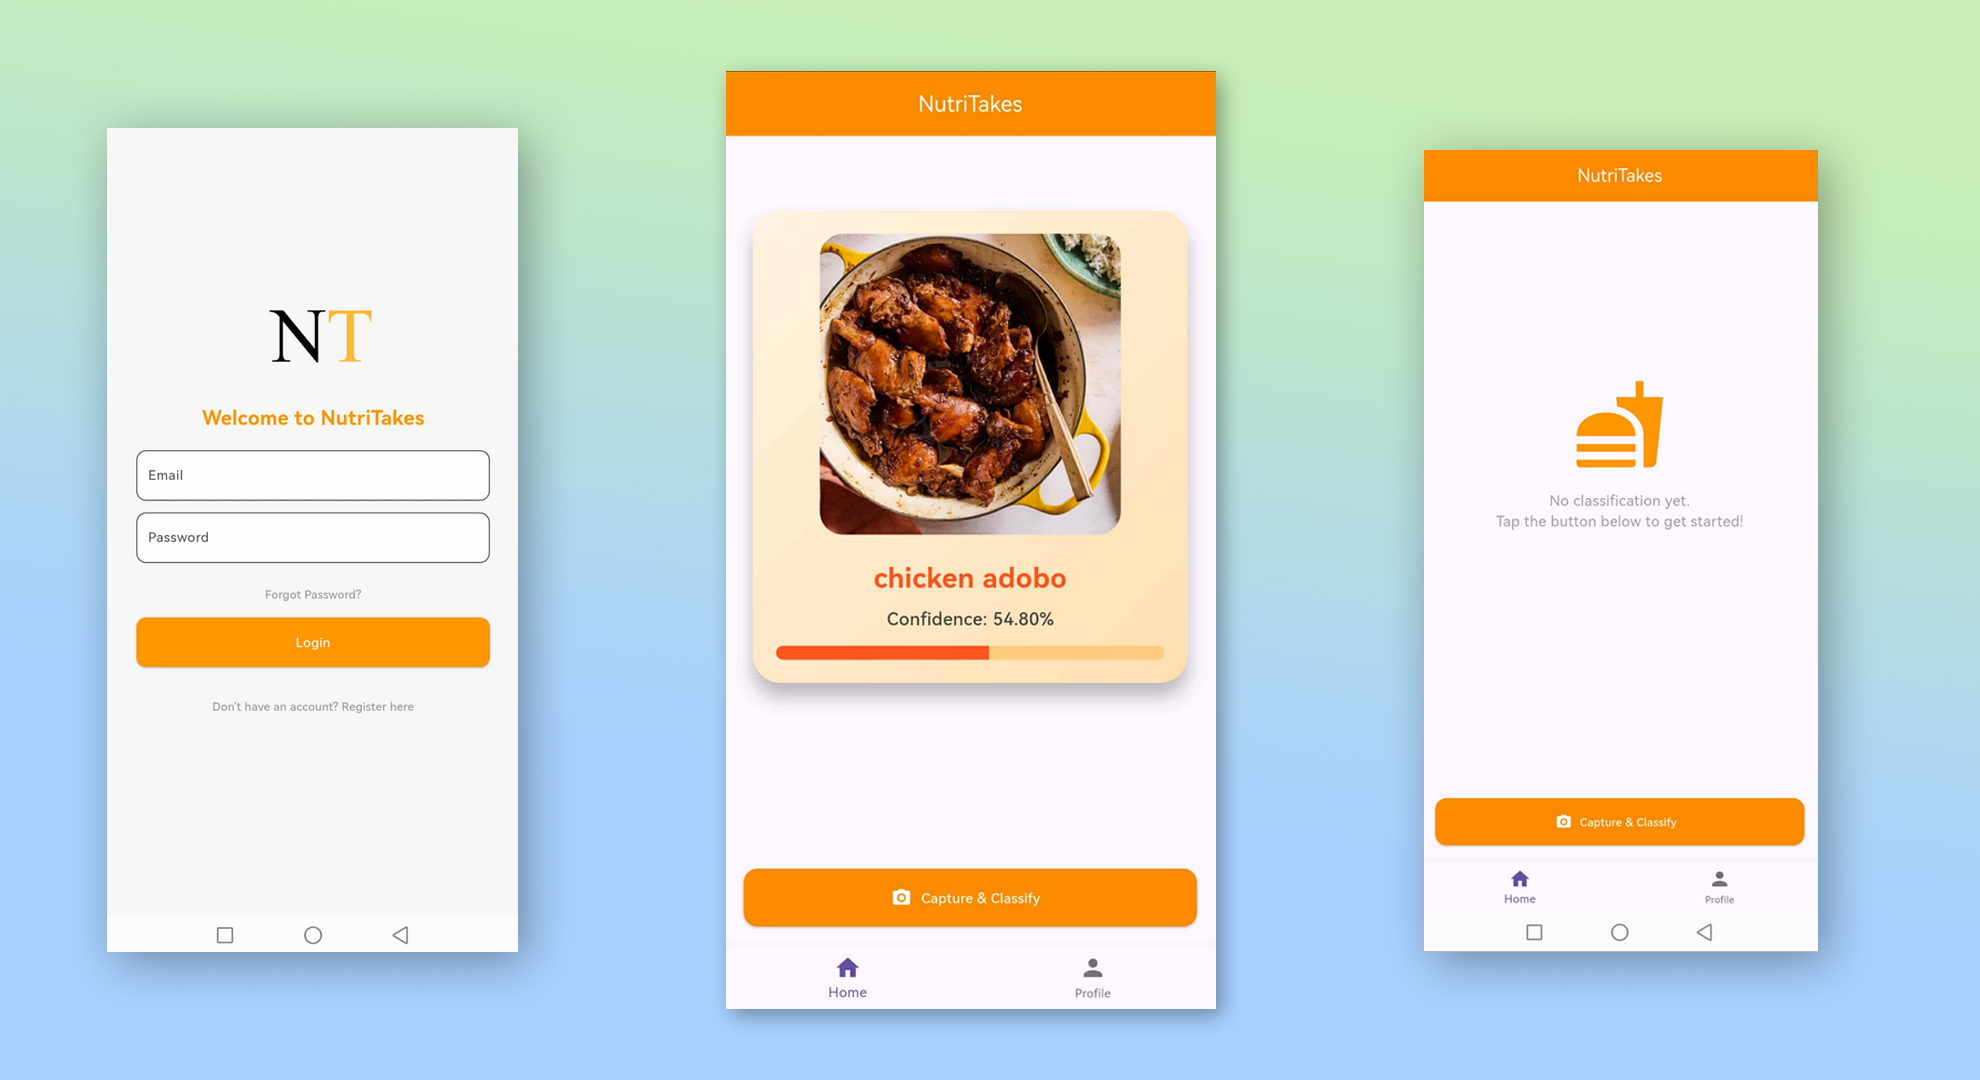 NT
Welcome to NutriTakes
Email
Password
Forgot Password?
Login
Don't have an account? Register here
NutriTakes
chicken adobo
Confidence: 54.80%
Capture & Classify
Home
Profile
NutriTakes
No classification yet.
Tap the button below to get started!
Capture & Classify
Home
Profile